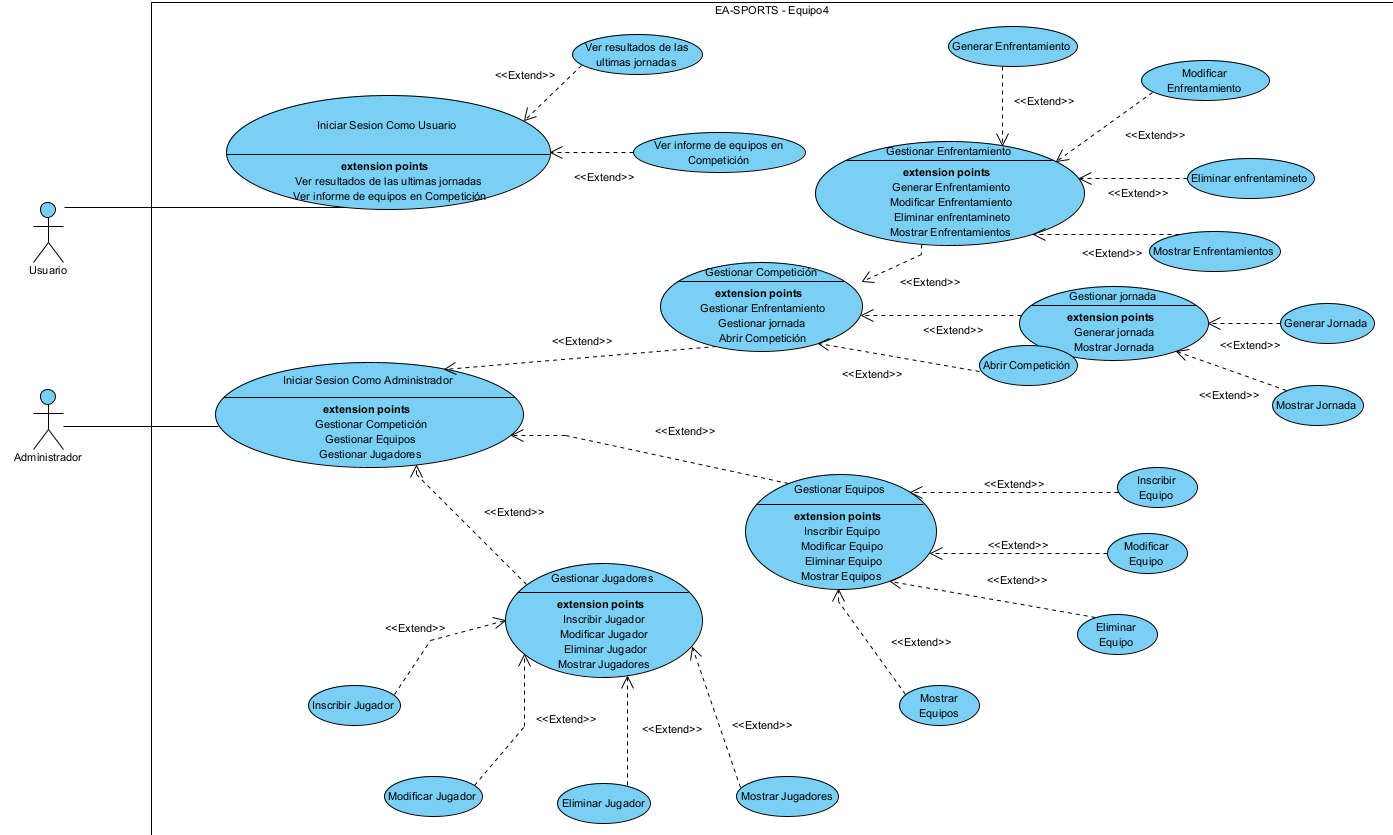 EA-SPORTS - Equipo4
Ver resultados de las
ultimas jornadas
<<Extend>>
Iniciar Sesion Como Usuario
extension points
Ver resultados de las ultimas jornadas
Ver informe de equipos en Competición
Ver informe de equipos en
Competición
<<Extend>>
Usuario
Generar Enfrentamiento
<<Extend>>
Modificar
Enfrentamiento
<<Extend>>
Gestionar Enfrentamiento
extension points
Generar Enfrentamiento
Modificar Enfrentamiento
Eliminar enfrentamineto
Mostrar Enfrentamientos
Eliminar enfrentamineto
<<Extend>>
Mostrar Enfrentamientos
<<Extend>>
<<Extend>>
Gestionar Competición
extension points
Gestionar Enfrentamiento
Gestionar jornada
Abrir Competición
<<Extend>>
Gestionar jornada
extension points
Generar jornada
Mostrar Jornada
Generar Jornada
<<Extend>>
Abrir Competición
<<Extend>>
Mostrar Jornada
<<Extend>>
<<Extend>>
Iniciar Sesion Como Administrador
extension points
Gestionar Competición
Gestionar Equipos
Gestionar Jugadores
Administrador
<<Extend>>
Gestionar Equipos
extension points
Inscribir Equipo
Modificar Equipo
Eliminar Equipo
Mostrar Equipos
<<Extend>>
Inscribir
Equipo
<<Extend>>
Modificar
Equipo
<<Extend>>
Eliminar
Equipo
<<Extend>>
Mostrar
Equipos
<<Extend>>
Gestionar Jugadores
extension points
Inscribir Jugador
Modificar Jugador
Eliminar Jugador
Mostrar Jugadores
<<Extend>>
Inscribir Jugador
<<Extend>>
Modificar Jugador
<<Extend>>
Eliminar Jugador
<<Extend>>
Mostrar Jugadores